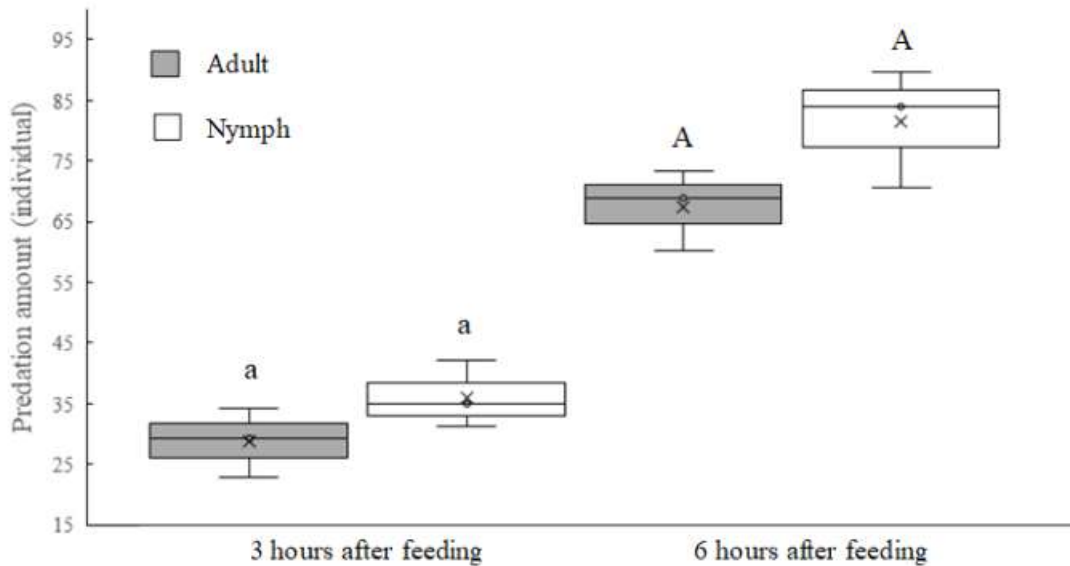 95
85
75
65
55
45
35
25
15
Predation amount (individual)
Adult
Nymph
a
a
A
A
3 hours after feeding
6 hours after feeding